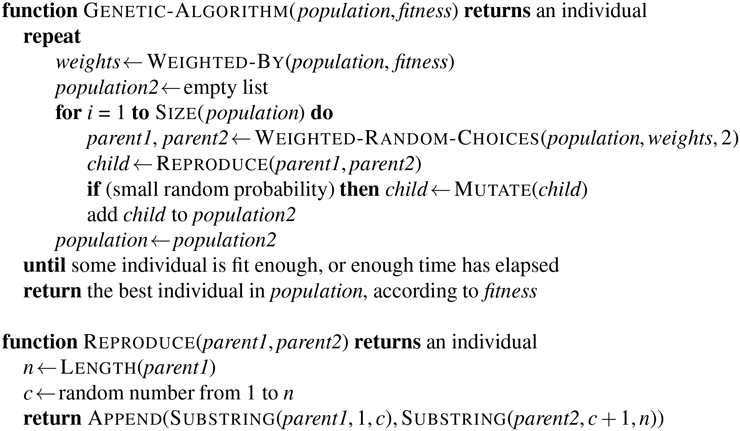 function GENETIC-ALGORITHM(population, fitness) returns an individual
repeat
weights←WEIGHTED-BY(population, fitness)
population2←empty list
for i = 1 to SIZE(population) do
parent1, parent2←WEIGHTED-RANDOM-CHOICES(population, weights, 2)
child←REPRODUCE(parent1, parent2)
if (small random probability) then child←MUTATE(child)
add child to population2
population←population2
until some individual is fit enough, or enough time has elapsed
return the best individual in population, according to fitness
function REPRODUCE(parent1, parent2) returns an individual
n←LENGTH(parent1)
c←random number from 1 to n
return APPEND(SUBSTRING(parent1, 1, c), SUBSTRING(parent2, c + 1, n))